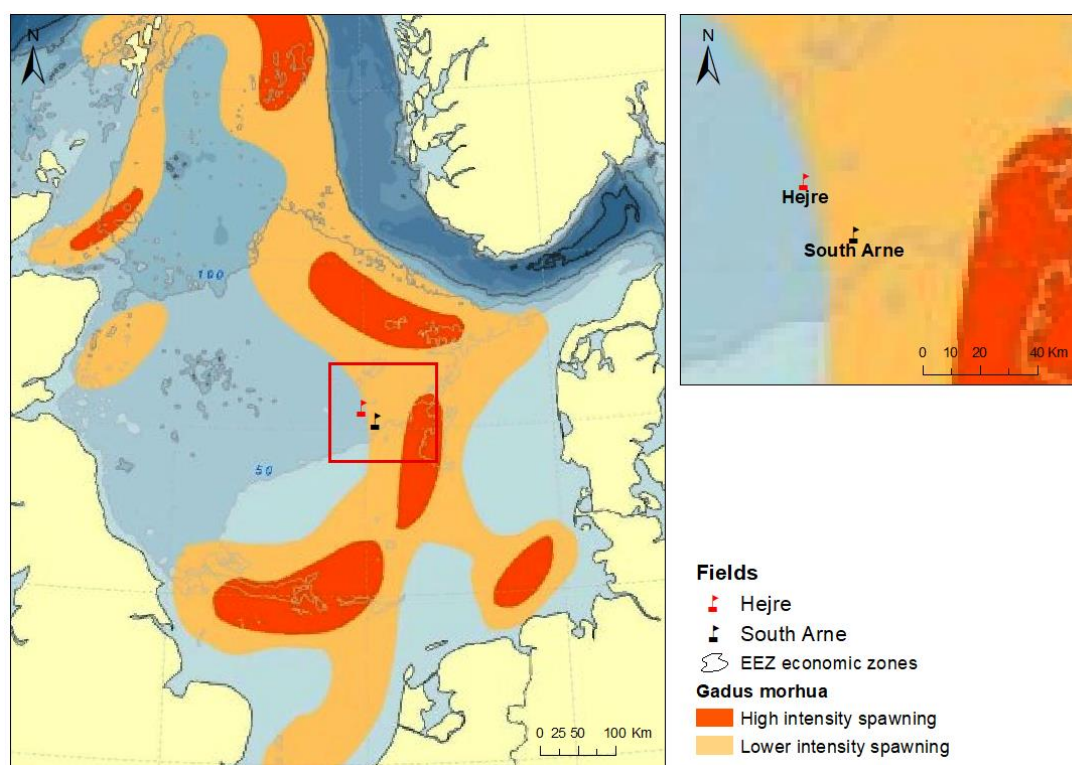 N
100
50
0 25 50 100 Km
N
Hejre
South Arne
0 10 20 40 Km
Fields
Hejre
South Arne
EEZ economic zones
Gadus morhua
High intensity spawning
Lower intensity spawning